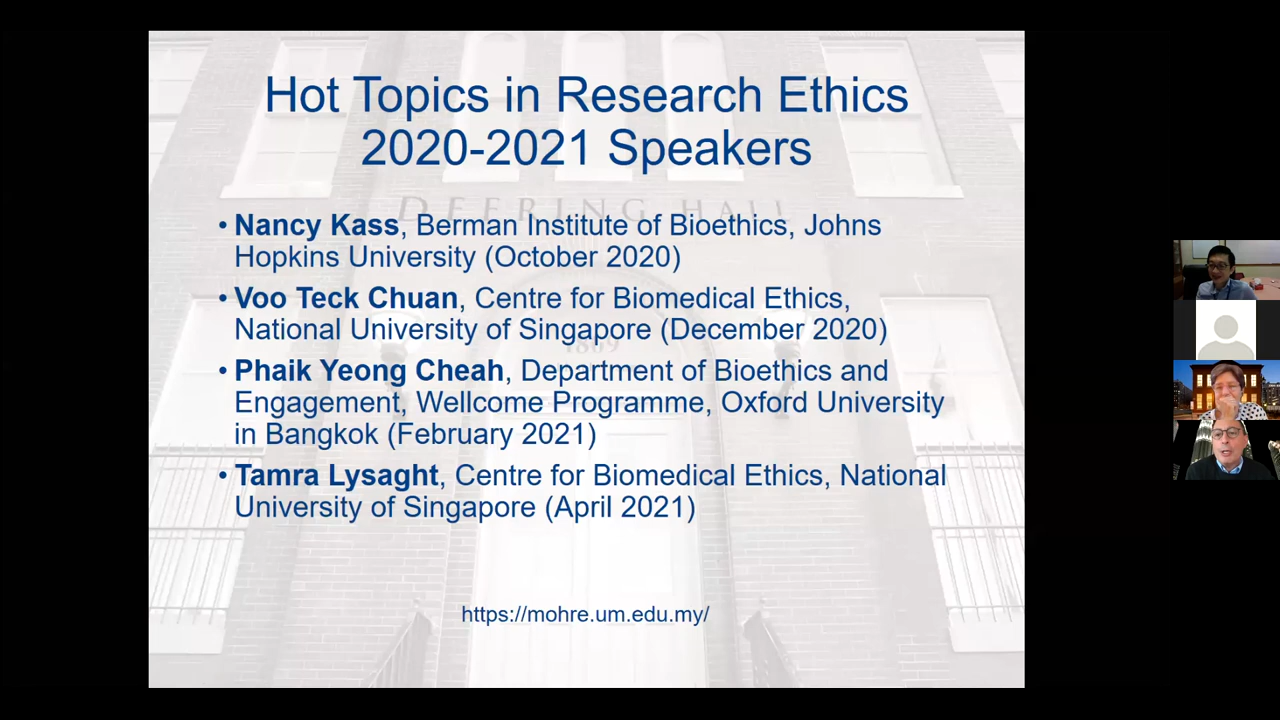 Hot Topics in Research Ethics
2020-2021 Speakers
DEERING HALL
• Nancy Kass, Berman Institute of Bioethics, Johns
Hopkins University (October 2020)
• Voo Teck Chuan, Centre for Biomedical Ethics,
National University of Singapore (December 2020)
1869
• Phaik Yeong Cheah, Department of Bioethics and
Engagement, Wellcome Programme, Oxford University
in Bangkok (February 2021)
• Tamra Lysaght, Centre for Biomedical Ethics, National
University of Singapore (April 2021)
https://mohre.um.edu.my/